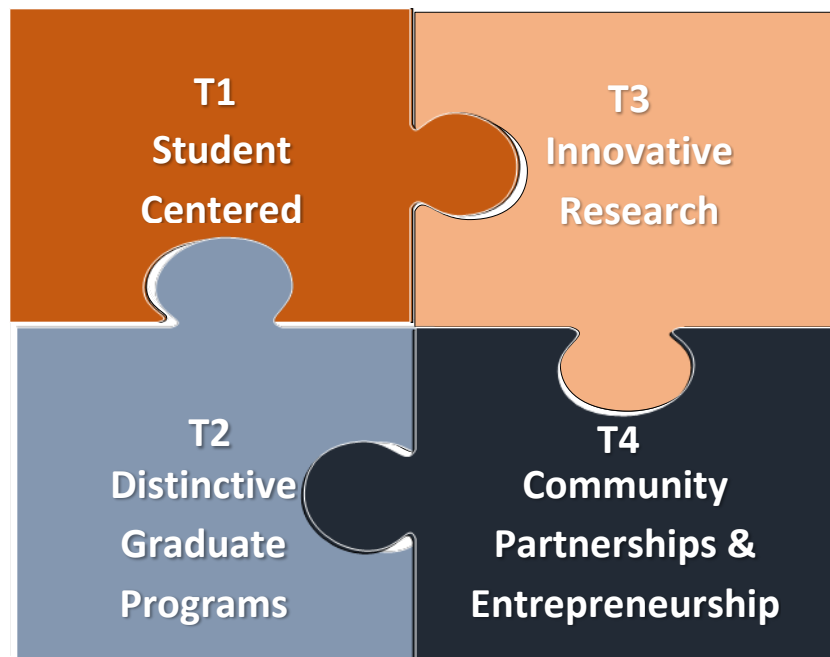 T1
Student
Centered
T3
Innovative
Research
T2
Distinctive
Graduate
Programs
T4
Community
Partnerships &
Entrepreneurship